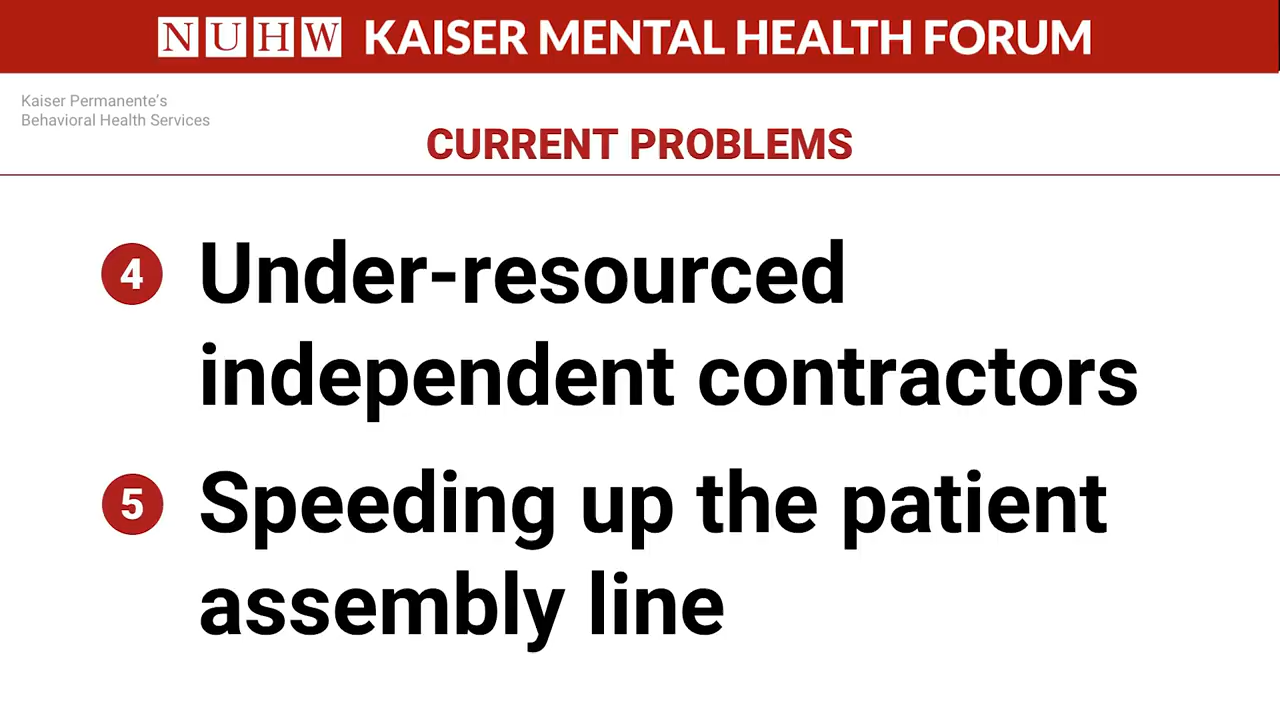 NUHW KAISER MENTAL HEALTH FORUM
Kaiser Permanente’s
Behavioral Health Services
CURRENT PROBLEMS
4 Under-resourced
independent contractors
5 Speeding up the patient
assembly line